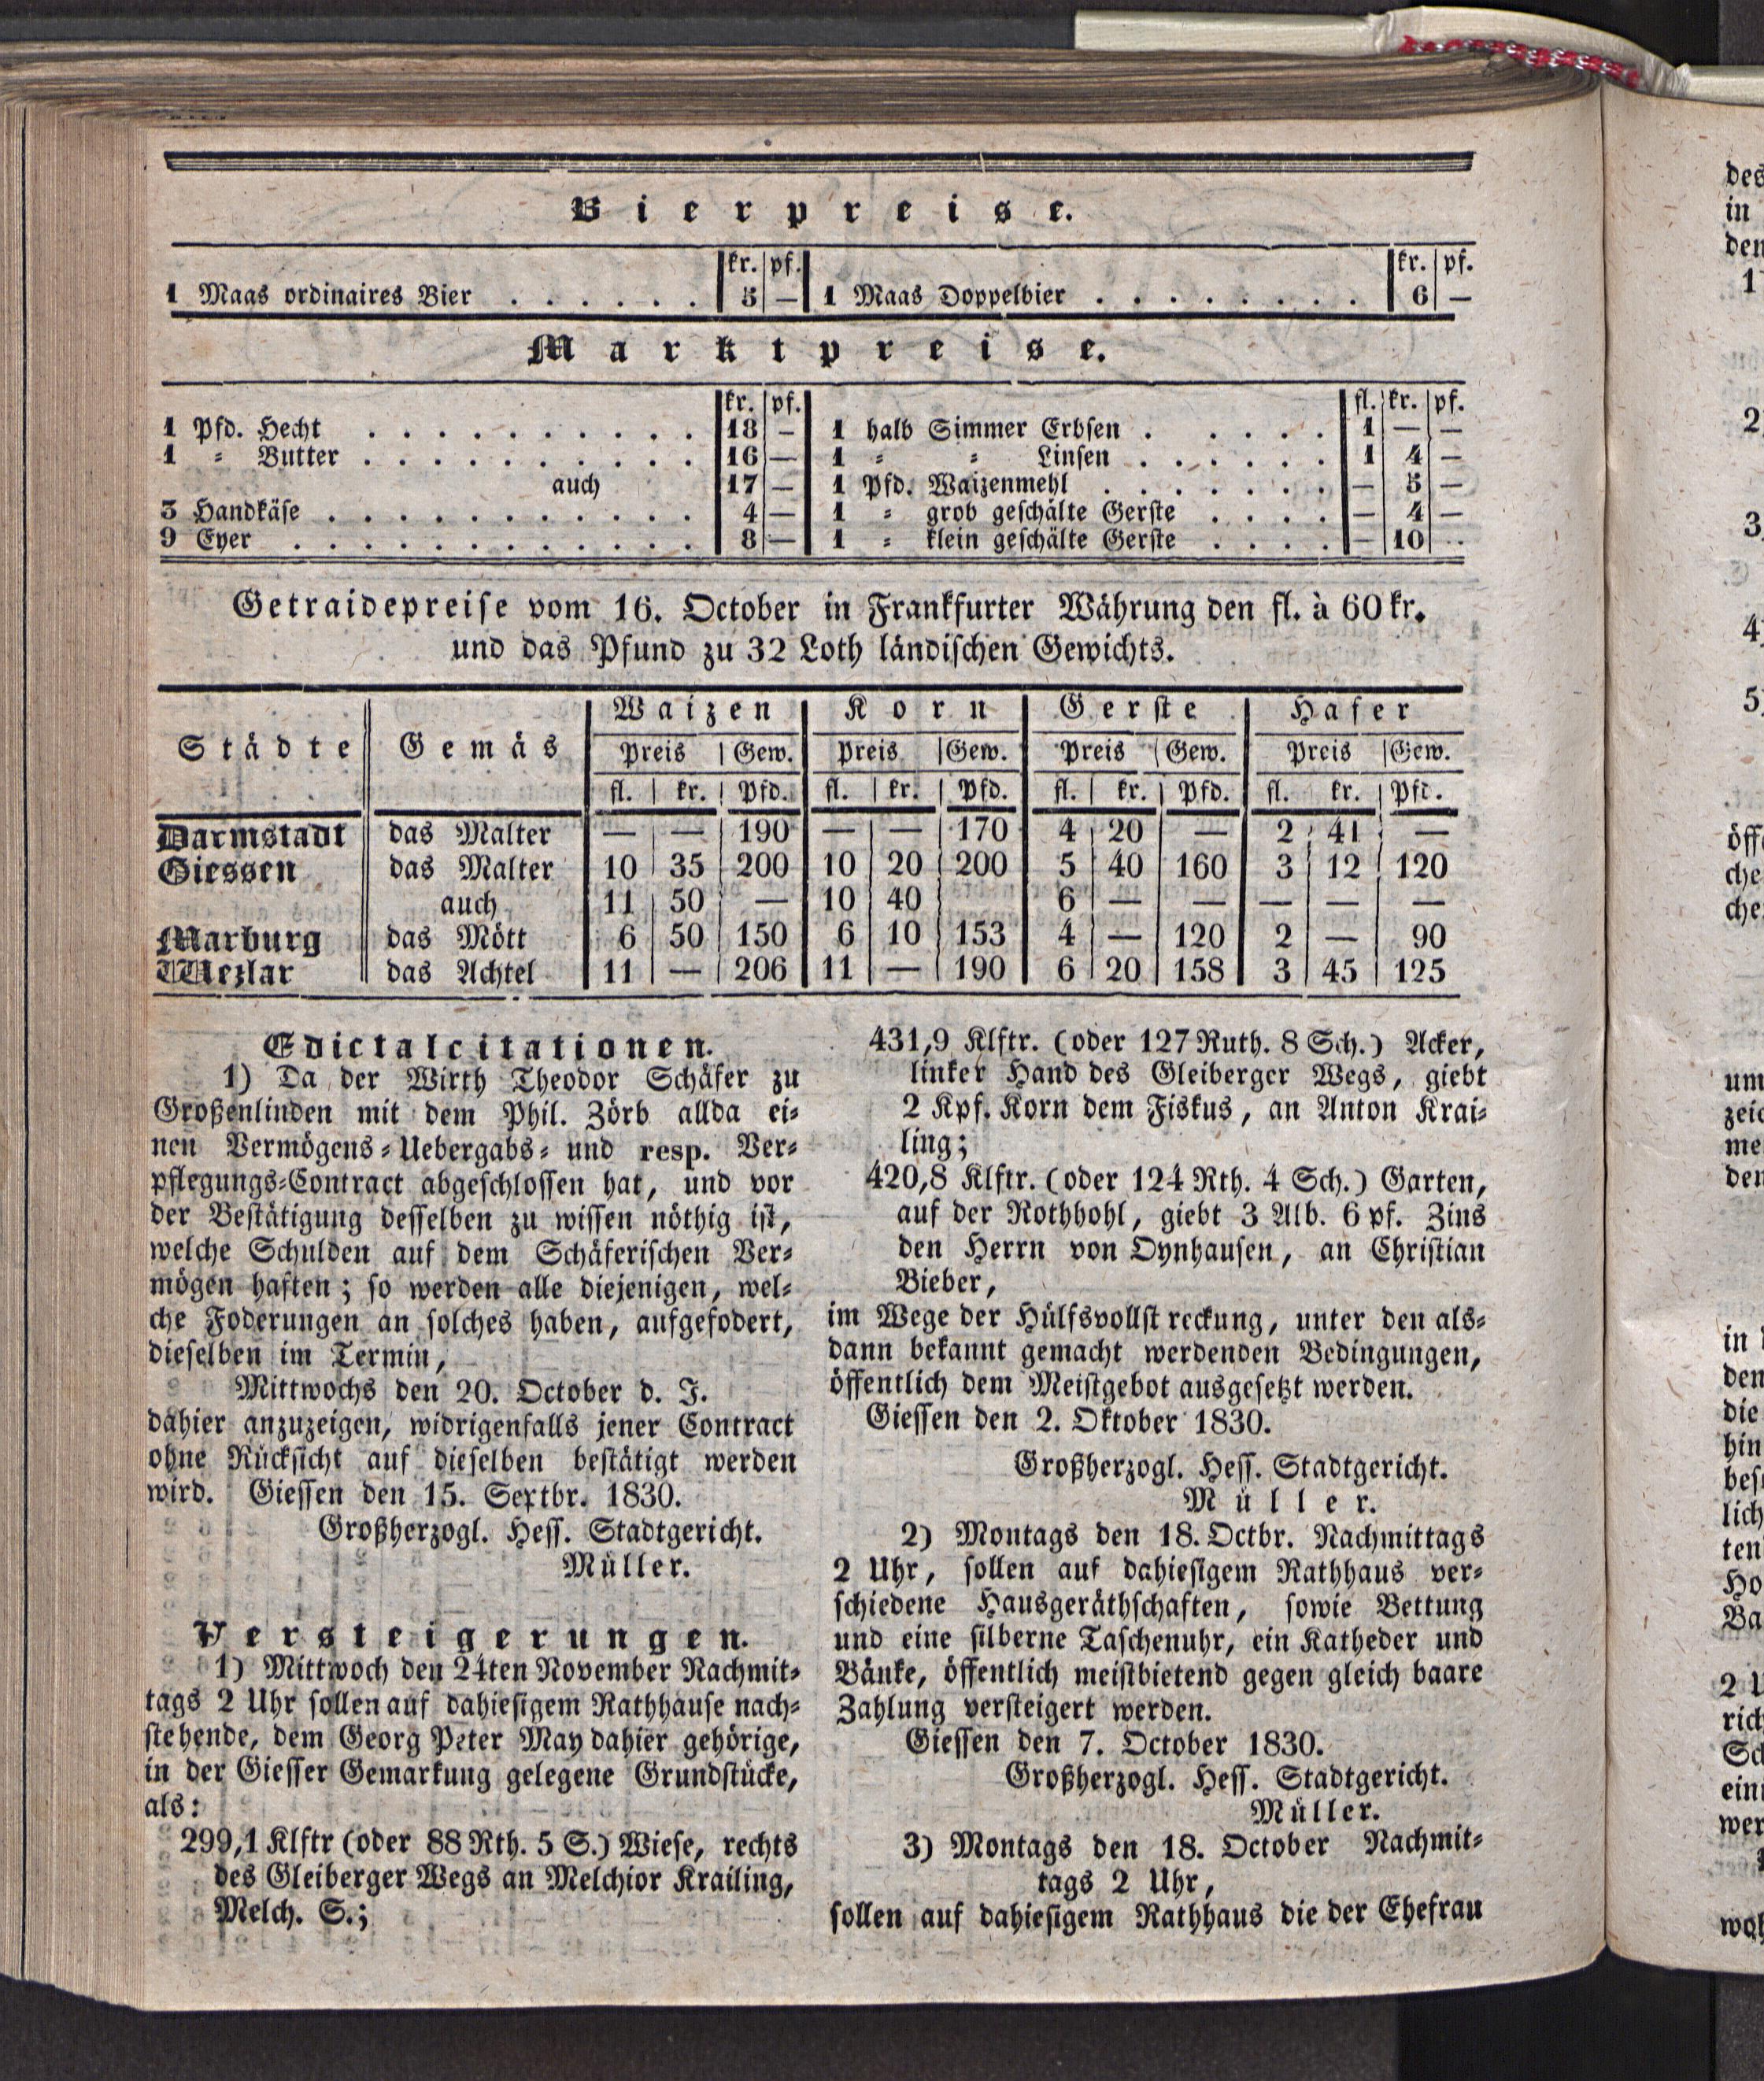 Bierpreise.
kr. pf. kr. pf.
1 Maas ordinaires Bier . . . . . . 5 — 1 Maas Doppelbier . . . . . . . . 6 —
Marktpreise.
kr. pf. fl. kr. pf.
1 Pfd. Hecht . . . . . . . . . . 18 — 1 halb Simmer Erbsen . . . . . 1 — —
1 = Butter . . . . . . . . . . 16 — 1 = = Linsen . . . . . . 1 4 —
auch 17 — 1 Pfd. Waizenmehl . . . . . . . — 5 —
3 Handkäse . . . . . . . . . . . 4 — 1 = grob geschälte Gerste . . . . — 4 —
9 Eyer . . . . . . . . . . . . 8 — 1 = klein geschälte Gerste . . . . — 10 —
Getraidepreise vom 16. October in Frankfurter Währung den fl. à 60 kr.
und das Pfund zu 32 Loth ländischen Gewichts.
Städte Gemäs Waizen Korn Gerste Hafer
Preis Gew. Preis Gew. Preis Gew. Preis Gew.
fl. kr. Pfd. fl. kr. Pfd. fl. kr. Pfd. fl. kr. Pfd.
Darmstadt das Malter — — 190 — — 170 4 20 — 2 41 —
Giessen das Malter 10 35 200 10 20 200 5 40 160 3 12 120
auch 11 50 — 10 40 6 — — — — —
Marburg das Mött 6 50 150 6 10 153 4 — 120 2 — 90
Wezlar das Achtel 11 — 206 11 — 190 6 20 158 3 45 125
Edictalcitationen.
1) Da der Wirth Theodor Schäfer zu
Großenlinden mit dem Phil. Zörb allda ei=
nen Vermögens=Uebergabs= und resp. Ver=
pflegungs=Contract abgeschlossen hat, und vor
der Bestätigung desselben zu wissen nöthig ist,
welche Schulden auf dem Schäferischen Ver=
mögen haften; so werden alle diejenigen, wel=
che Foderungen an solches haben, aufgefodert,
dieselben im Termin,
Mittwochs den 20. October d. J.
dahier anzuzeigen, widrigenfalls jener Contract
ohne Rücksicht auf dieselben bestätigt werden
wird. Giessen den 15. Septbr. 1830.
Großherzogl. Hess. Stadtgericht.
Müller.
Versteigerungen.
1) Mittwoch den 24ten November Nachmit=
tags 2 Uhr sollen auf dahiesigem Rathhause nach=
stehende, dem Georg Peter May dahier gehörige,
in der Giesser Gemarkung gelegene Grundstücke,
als:
299,1 Klftr (oder 88 Rth. 5 S.) Wiese, rechts
des Gleiberger Wegs an Melchior Krailing,
Melch. S.;
431,9 Klftr. (oder 127 Ruth. 8 Sch.) Acker,
linker Hand des Gleiberger Wegs, giebt
2 Kpf. Korn dem Fiskus, an Anton Krai=
ling;
420,8 Klftr. (oder 124 Rth. 4 Sch.) Garten,
auf der Rothhohl, giebt 3 Alb. 6 pf. Zins
den Herrn von Oynhausen, an Christian
Bieber,
im Wege der Hülfsvollstreckung, unter den als=
dann bekannt gemacht werdenden Bedingungen,
öffentlich dem Meistgebot ausgesetzt werden.
Giessen den 2. Oktober 1830.
Großherzogl. Hess. Stadtgericht.
Müller.
2) Montags den 18. Octbr. Nachmittags
2 Uhr, sollen auf dahiesigem Rathhaus ver=
schiedene Hausgeräthschaften, sowie Bettung
und eine silberne Taschenuhr, ein Katheder und
Bänke, öffentlich meistbietend gegen gleich baare
Zahlung versteigert werden.
Giessen den 7. October 1830.
Großherzogl. Hess. Stadtgericht.
Müller.
3) Montags den 18. October Nachmit=
tags 2 Uhr,
sollen auf dahiesigem Rathhaus die der Ehefrau